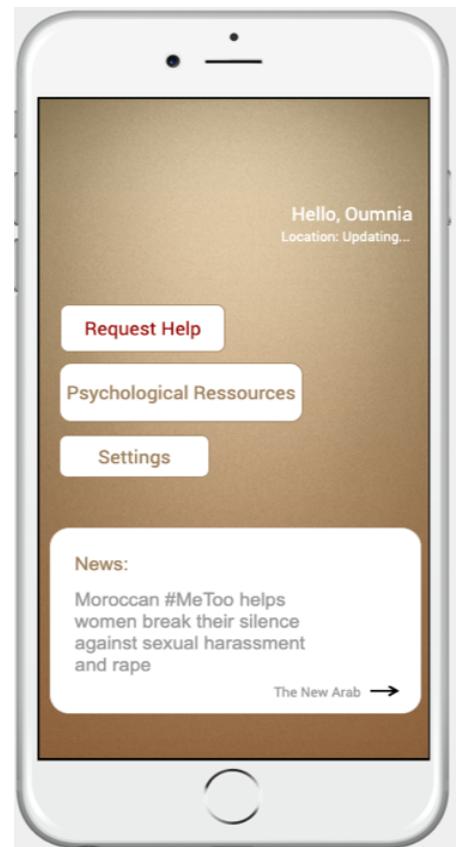 Hello, Oumnia
Location: Updating...
Request Help
Psychological Ressources
Settings
News:
Moroccan #MeToo helps
women break their silence
against sexual harassment
and rape
The New Arab →